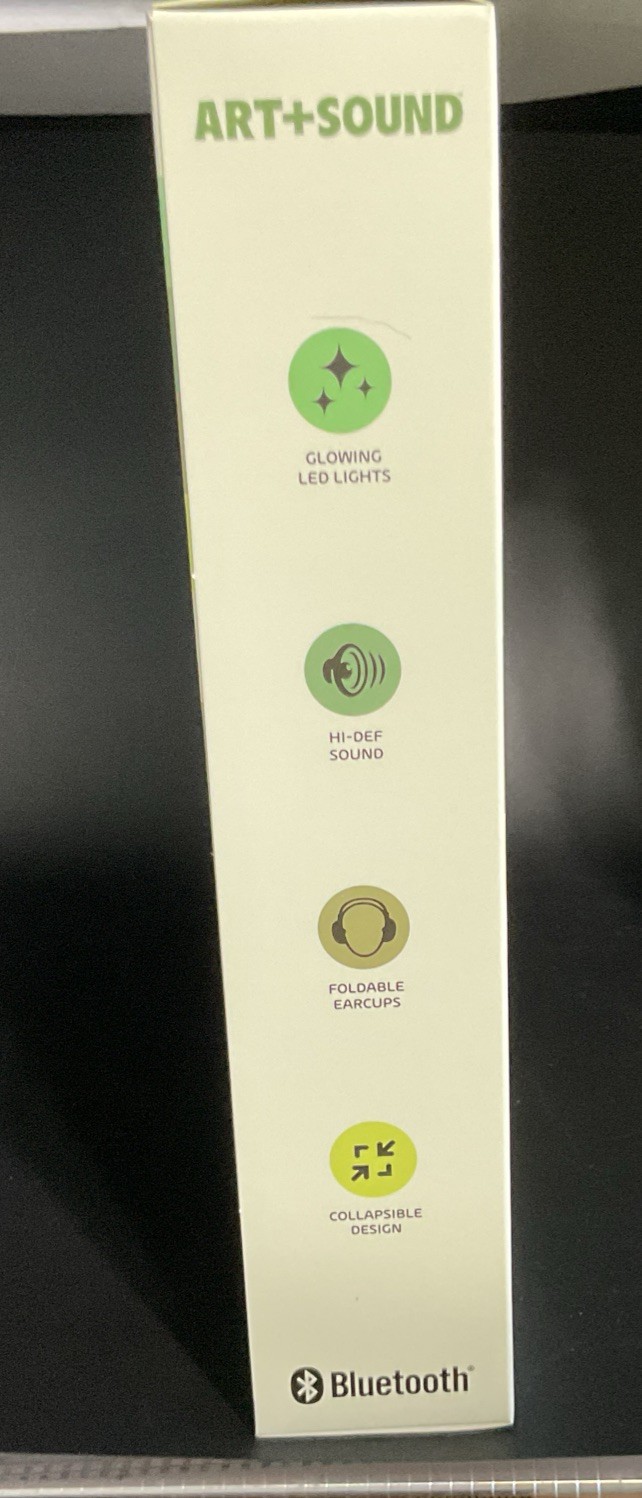 ART+SOUND
GLOWING
LED LIGHTS
HI-DEF
SOUND
FOLDABLE
EARCUPS
COLLAPSIBLE
DESIGN
Bluetooth®